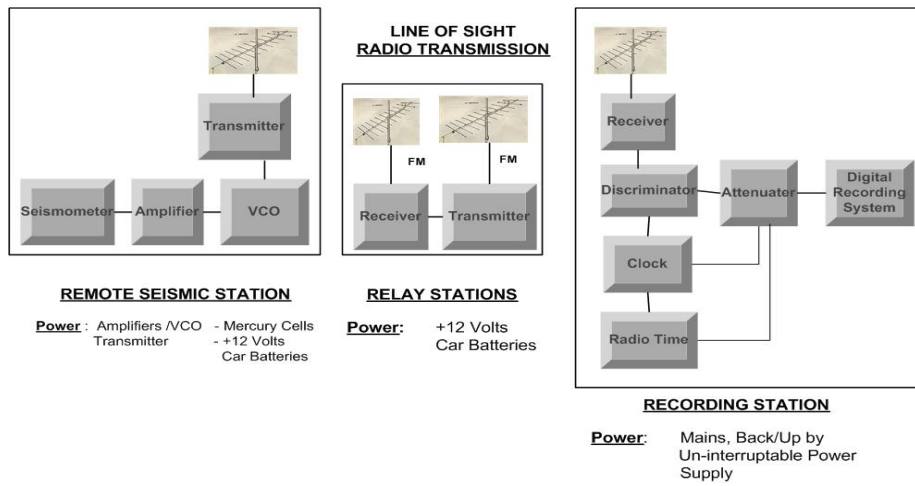 LINE OF SIGHT
RADIO TRANSMISSION
Transmitter
Seismometer
Amplifier
VCO
REMOTE SEISMIC STATION
Power : Amplifiers /VCO - Mercury Cells
Transmitter - +12 Volts
Car Batteries
FM
FM
Receiver
Transmitter
RELAY STATIONS
Power: +12 Volts
Car Batteries
Receiver
Discriminator
Attenuater
Digital
Recording
System
Clock
Radio Time
RECORDING STATION
Power: Mains, Back/Up by
Un-interruptable Power
Supply